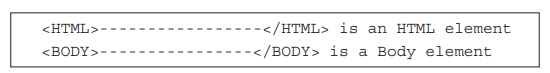 <HTML>-----------------</HTML> is an HTML element
<BODY>----------------</BODY> is a Body element